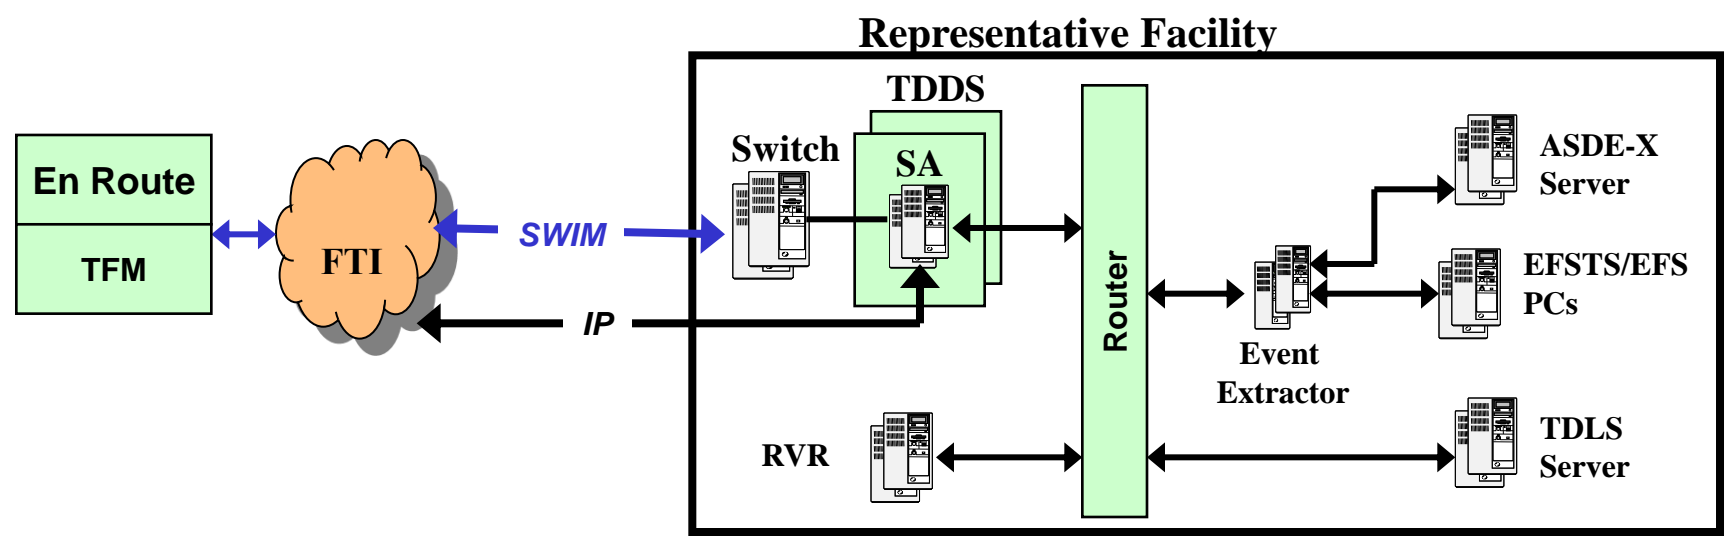 Representative Facility
TDDS
Switch
SA
En Route
TFM
FTI
SWIM
IP
RVR
Router
Event
Extractor
ASDE-X
Server
EFSTS/EFS
PCs
TDLS
Server